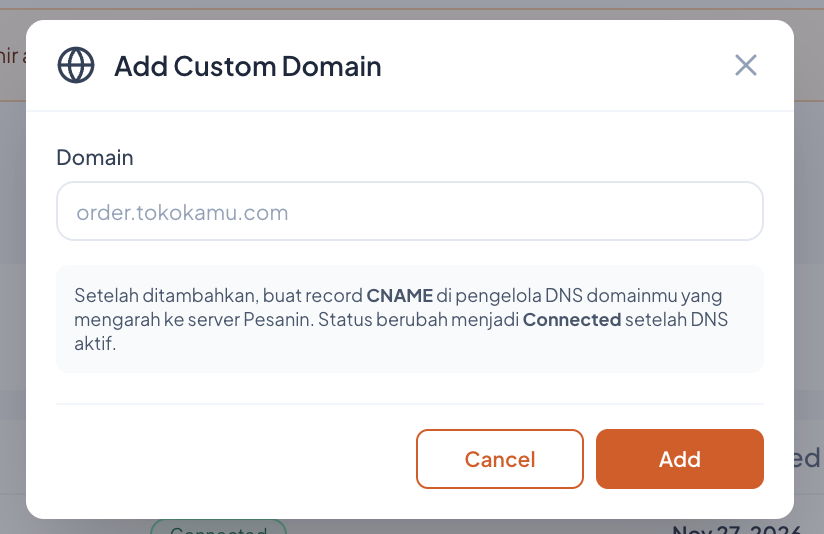 Add Custom Domain
Domain
order.tokokamu.com
Setelah ditambahkan, buat record CNAME di pengelola DNS domainmu yang
mengarah ke server Pesanin. Status berubah menjadi Connected setelah DNS
aktif.
Cancel
Add
Connected
Nov 27, 2026